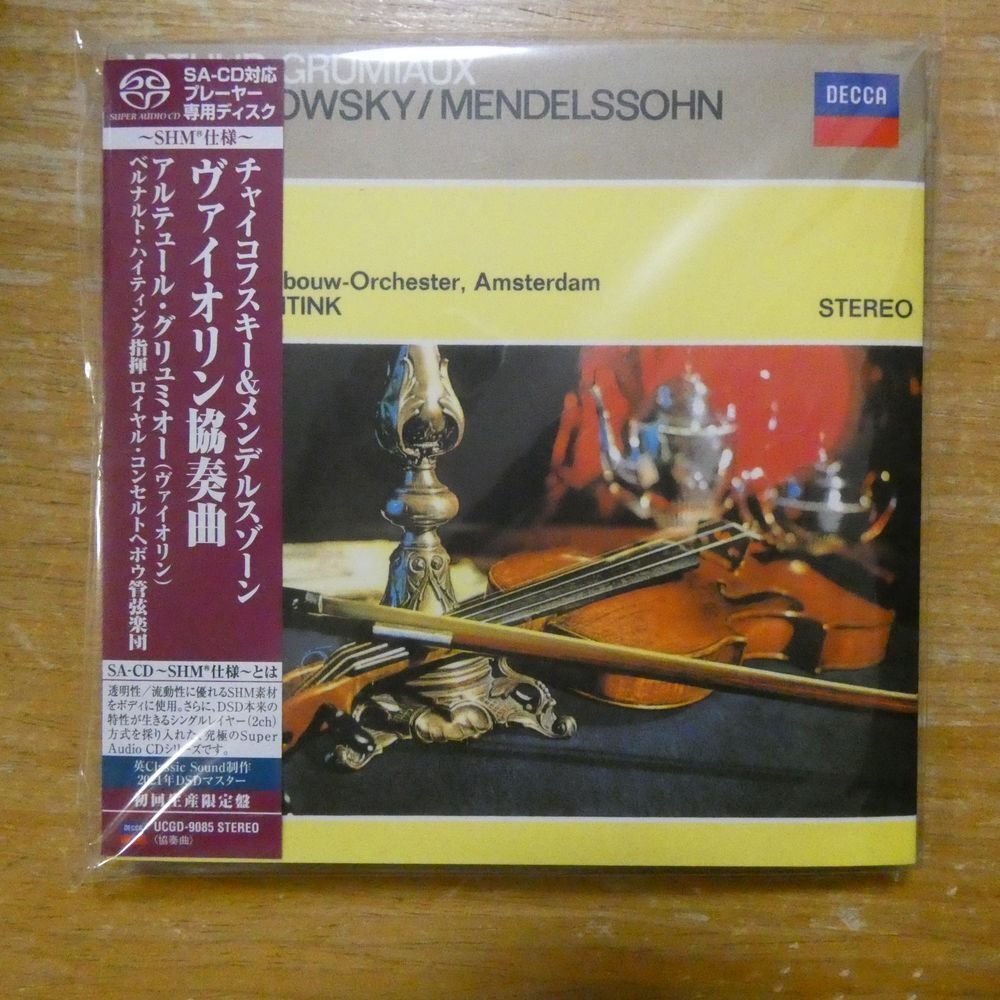 SUPER AUDIO CD
SA-CD対応
プレーヤー
専用ディスク
～SHM®仕様～
チャイコフスキー&メンデルスゾーン
ヴァイオリン協奏曲
アルテュール・グリュミオー(ヴァイオリン)
ベルナルト・ハイティンク指揮 ロイヤル・コンセルトヘボウ管弦楽団
SA-CD～SHM®仕様～とは
透明性/流動性に優れるSHM素材
をボディに使用。さらに、DSD本来の
特性が生きるシングルレイヤー(2ch)
方式を採り入れた、究極のSuper
Audio CDシリーズです。
英Classic Sound制作
2021年DSDマスター
初回生産限定盤
DECCA
UCGD-9085 STEREO
〈協奏曲〉
ARTHUR GRUMIAUX
OWSKY/MENDELSSOHN
DECCA
bouw-Orchester, Amsterdam
ITINK
STEREO